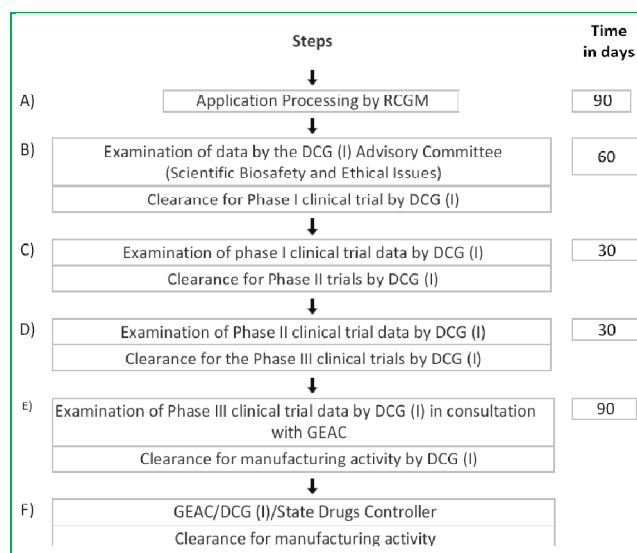 Steps
Time
in days
A)
Application Processing by RCGM
90
B)
Examination of data by the DCG (I) Advisory Committee
(Scientific Biosafety and Ethical Issues)
60
Clearance for Phase I clinical trial by DCG (I)
C)
Examination of phase I clinical trial data by DCG (I)
30
Clearance for Phase II trials by DCG (I)
D)
Examination of Phase II clinical trial data by DCG (I)
30
Clearance for the Phase III clinical trials by DCG (I)
E)
Examination of Phase III clinical trial data by DCG (I) in consultation
with GEAC
90
Clearance for manufacturing activity by DCG (I)
F)
GEAC/DCG (I)/State Drugs Controller
Clearance for manufacturing activity